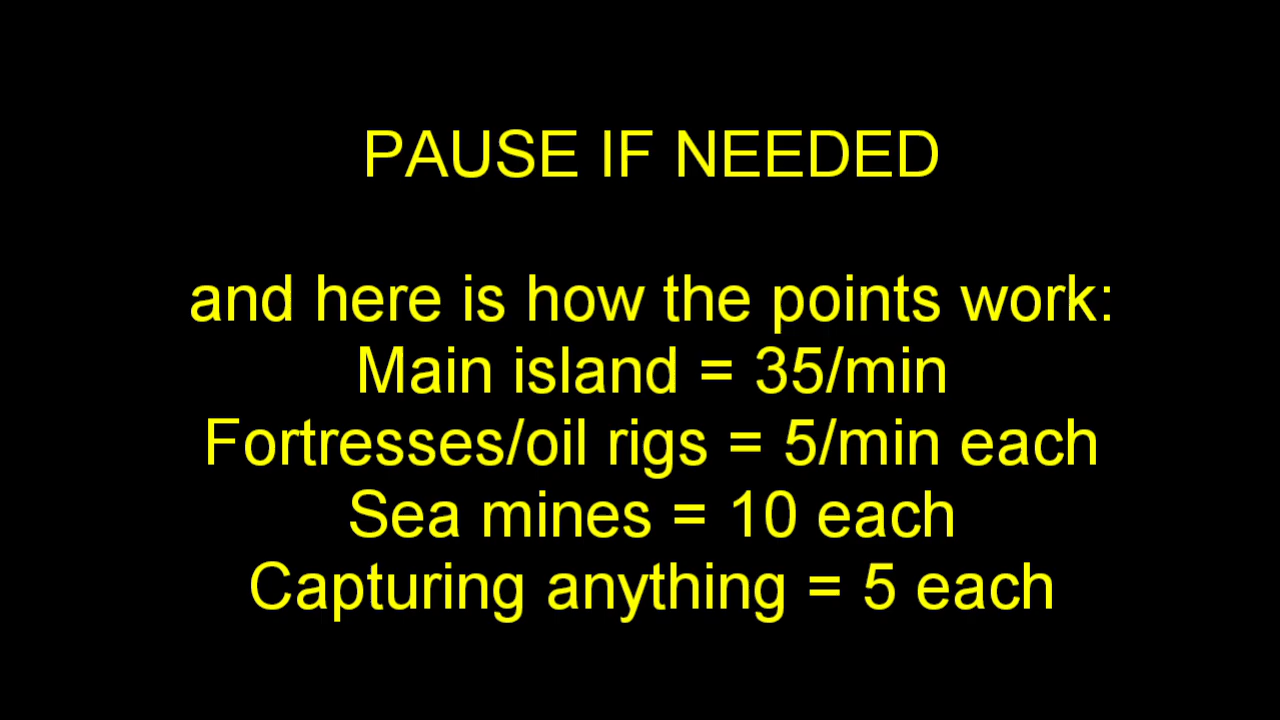 PAUSE IF NEEDED
and here is how the points work:
Main island = 35/min
Fortresses/oil rigs = 5/min each
Sea mines = 10 each
Capturing anything = 5 each